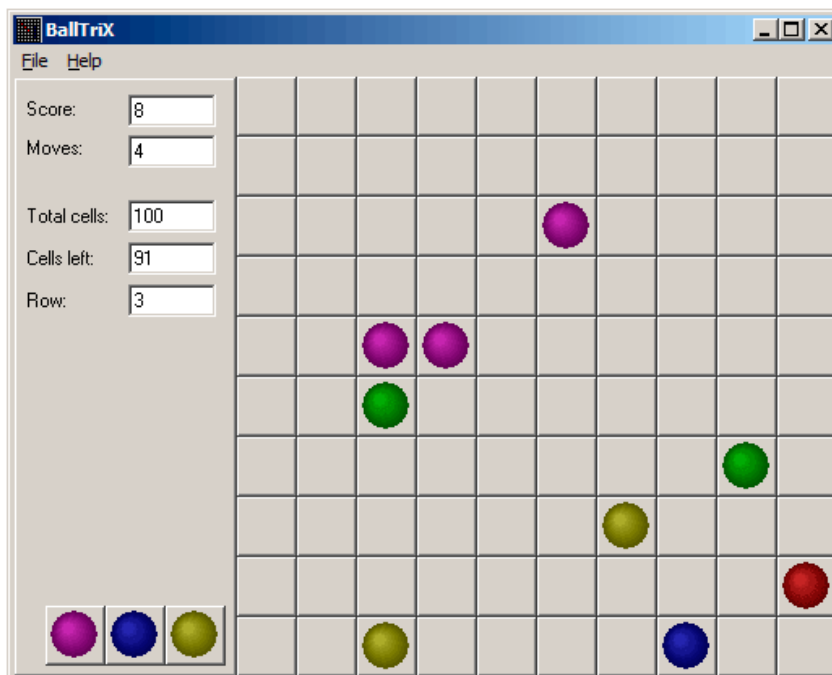 BallTriX
File Help
Score: 8
Moves: 4
Total cells: 100
Cells left: 91
Row: 3